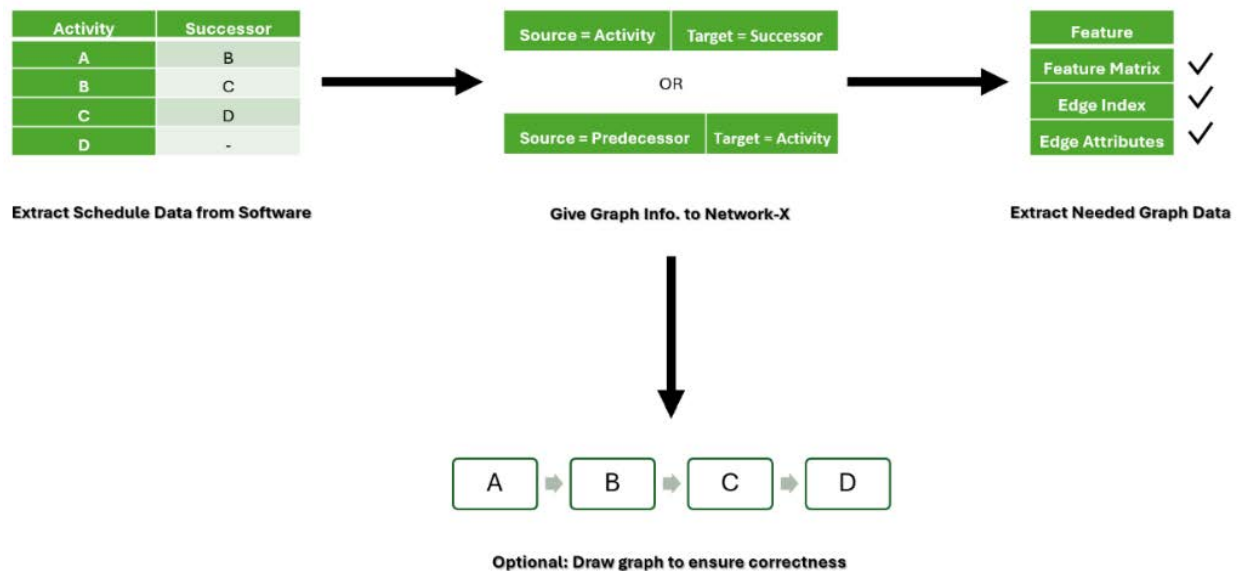 Activity Successor
A B
B C
C D
D -
Extract Schedule Data from Software
Source = Activity Target = Successor
OR
Source = Predecessor Target = Activity
Give Graph Info. to Network-X
Feature
Feature Matrix ✓
Edge Index ✓
Edge Attributes ✓
Extract Needed Graph Data
A B C D
Optional: Draw graph to ensure correctness